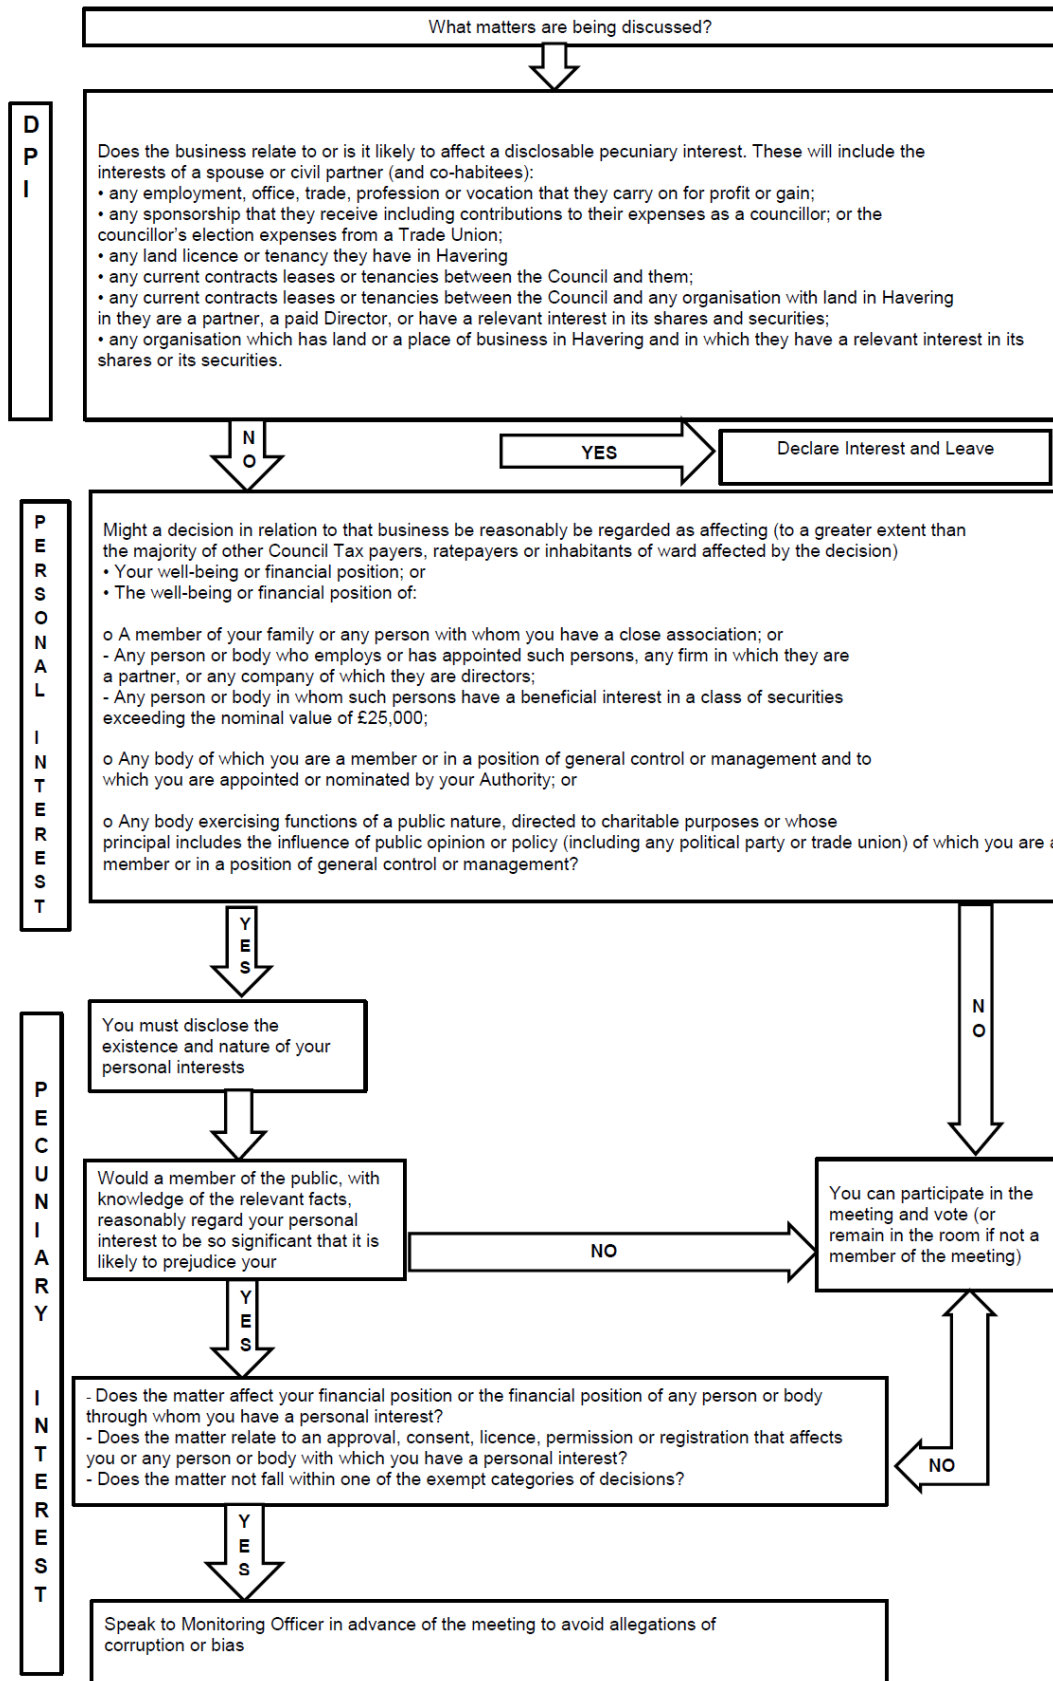 What matters are being discussed?
D
P
I
Does the business relate to or is it likely to affect a disclosable pecuniary interest. These will include the
interests of a spouse or civil partner (and co-habitees):
• any employment, office, trade, profession or vocation that they carry on for profit or gain;
• any sponsorship that they receive including contributions to their expenses as a councillor; or the
councillor’s election expenses from a Trade Union;
• any land licence or tenancy they have in Havering
• any current contracts leases or tenancies between the Council and them;
• any current contracts leases or tenancies between the Council and any organisation with land in Havering
in they are a partner, a paid Director, or have a relevant interest in its shares and securities;
• any organisation which has land or a place of business in Havering and in which they have a relevant interest in its
shares or its securities.
N
O
YES
Declare Interest and Leave
P
E
R
S
O
N
A
L
I
N
T
E
R
E
S
T
Might a decision in relation to that business be reasonably be regarded as affecting (to a greater extent than
the majority of other Council Tax payers, ratepayers or inhabitants of ward affected by the decision)
• Your well-being or financial position; or
• The well-being or financial position of:
o A member of your family or any person with whom you have a close association; or
- Any person or body who employs or has appointed such persons, any firm in which they are
a partner, or any company of which they are directors;
- Any person or body in whom such persons have a beneficial interest in a class of securities
exceeding the nominal value of £25,000;
o Any body of which you are a member or in a position of general control or management and to
which you are appointed or nominated by your Authority; or
o Any body exercising functions of a public nature, directed to charitable purposes or whose
principal includes the influence of public opinion or policy (including any political party or trade union) of which you are a
member or in a position of general control or management?
Y
E
S
N
O
P
E
C
U
N
I
A
R
Y
I
N
T
E
R
E
S
T
You must disclose the
existence and nature of your
personal interests
Would a member of the public, with
knowledge of the relevant facts,
reasonably regard your personal
interest to be so significant that it is
likely to prejudice your
NO
You can participate in the
meeting and vote (or
remain in the room if not a
member of the meeting)
Y
E
S
- Does the matter affect your financial position or the financial position of any person or body
through whom you have a personal interest?
- Does the matter relate to an approval, consent, licence, permission or registration that affects
you or any person or body with which you have a personal interest?
- Does the matter not fall within one of the exempt categories of decisions?
NO
Y
E
S
Speak to Monitoring Officer in advance of the meeting to avoid allegations of
corruption or bias